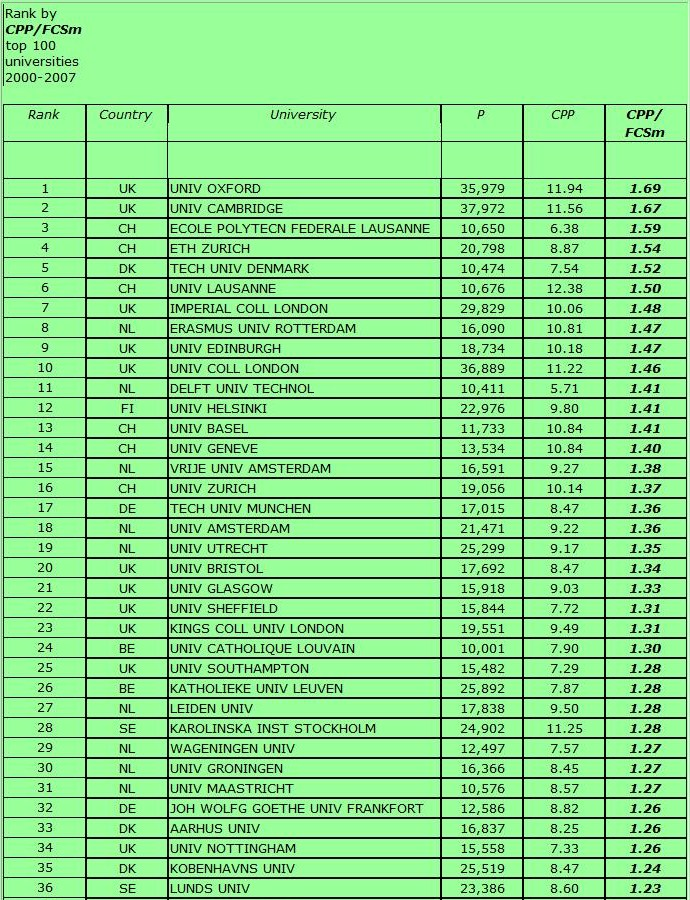 Rank by
CPP/FCSm
top 100
universities
2000-2007
Rank Country University P CPP CPP/
FCSm
1 UK UNIV OXFORD 35,979 11.94 1.69
2 UK UNIV CAMBRIDGE 37,972 11.56 1.67
3 CH ECOLE POLYTECN FEDERALE LAUSANNE 10,650 6.38 1.59
4 CH ETH ZURICH 20,798 8.87 1.54
5 DK TECH UNIV DENMARK 10,474 7.54 1.52
6 CH UNIV LAUSANNE 10,676 12.38 1.50
7 UK IMPERIAL COLL LONDON 29,829 10.06 1.48
8 NL ERASMUS UNIV ROTTERDAM 16,090 10.81 1.47
9 UK UNIV EDINBURGH 18,734 10.18 1.47
10 UK UNIV COLL LONDON 36,889 11.22 1.46
11 NL DELFT UNIV TECHNOL 10,411 5.71 1.41
12 FI UNIV HELSINKI 22,976 9.80 1.41
13 CH UNIV BASEL 11,733 10.84 1.41
14 CH UNIV GENEVE 13,534 10.84 1.40
15 NL VRIJE UNIV AMSTERDAM 16,591 9.27 1.38
16 CH UNIV ZURICH 19,056 10.14 1.37
17 DE TECH UNIV MUNCHEN 17,015 8.47 1.36
18 NL UNIV AMSTERDAM 21,471 9.22 1.36
19 NL UNIV UTRECHT 25,299 9.17 1.35
20 UK UNIV BRISTOL 17,692 8.47 1.34
21 UK UNIV GLASGOW 15,918 9.03 1.33
22 UK UNIV SHEFFIELD 15,844 7.72 1.31
23 UK KINGS COLL UNIV LONDON 19,551 9.49 1.31
24 BE UNIV CATHOLIQUE LOUVAIN 10,001 7.90 1.30
25 UK UNIV SOUTHAMPTON 15,482 7.29 1.28
26 BE KATHOLIEKE UNIV LEUVEN 25,892 7.87 1.28
27 NL LEIDEN UNIV 17,838 9.50 1.28
28 SE KAROLINSKA INST STOCKHOLM 24,902 11.25 1.28
29 NL WAGENINGEN UNIV 12,497 7.57 1.27
30 NL UNIV GRONINGEN 16,366 8.45 1.27
31 NL UNIV MAASTRICHT 10,576 8.57 1.27
32 DE JOH WOLFG GOETHE UNIV FRANKFORT 12,586 8.82 1.26
33 DK AARHUS UNIV 16,837 8.25 1.26
34 UK UNIV NOTTINGHAM 15,558 7.33 1.26
35 DK KOBENHAVNS UNIV 25,519 8.47 1.24
36 SE LUNDS UNIV 23,386 8.60 1.23